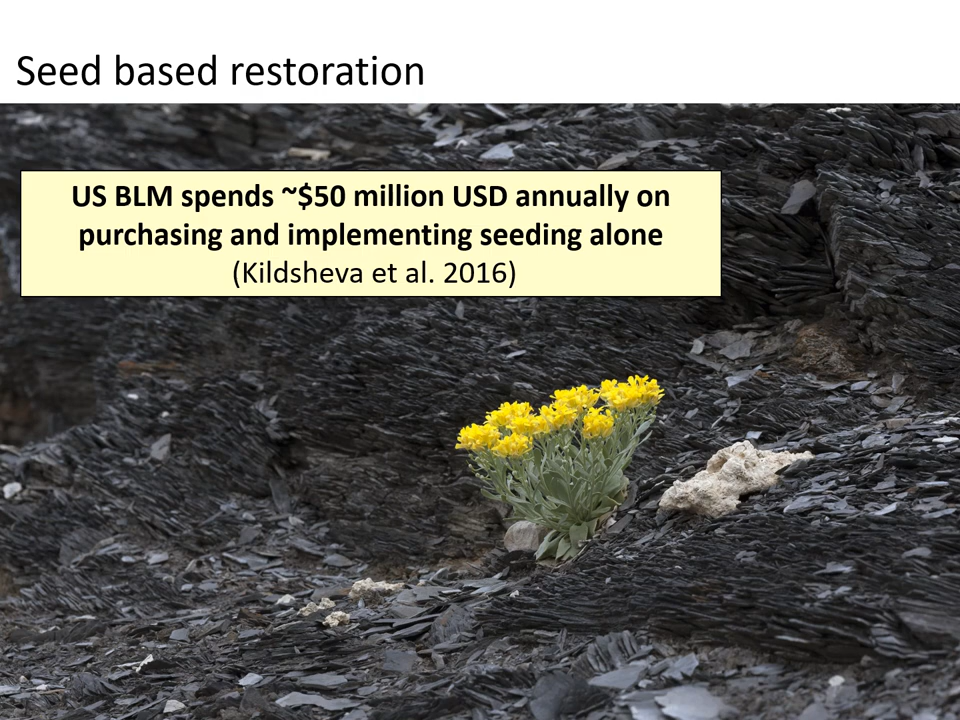 Seed based restoration
US BLM spends ~$50 million USD annually on
purchasing and implementing seeding alone
(Kildsheva et al. 2016)